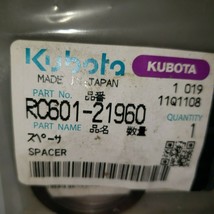 Kubota
KUBOTA
MADE IN JAPAN
1 019
PART No. 品番
11Q1108
RC601-21960
QUANTITY
PART NAME 品名 数量
1
スペーサ
SPACER